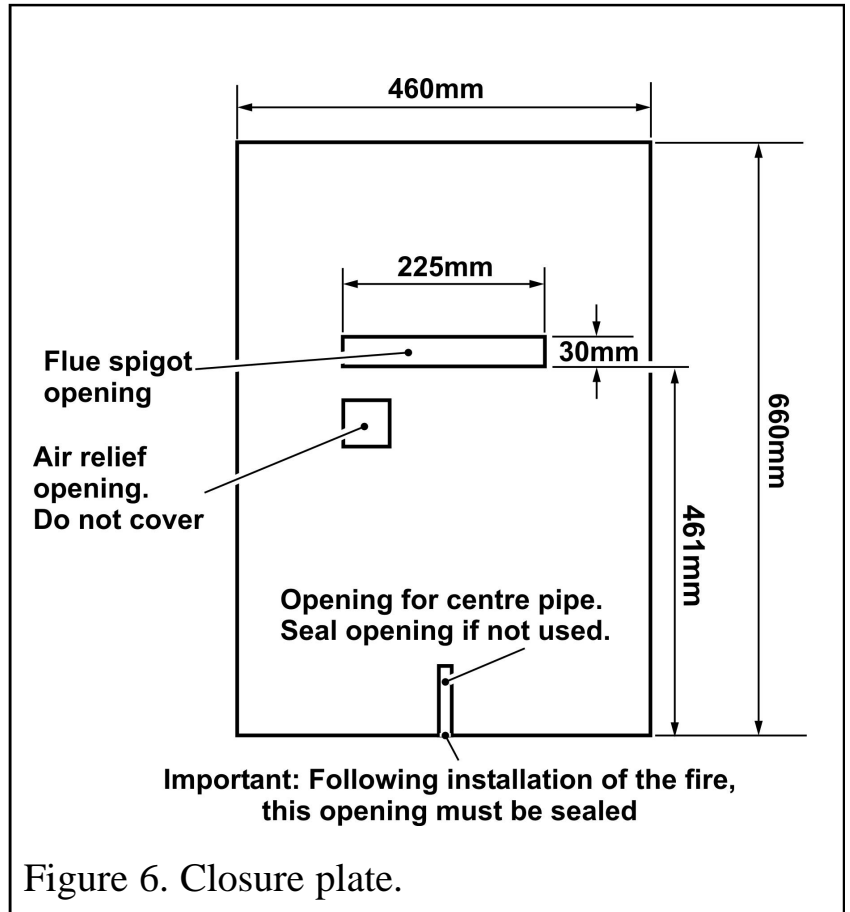 460mm
225mm
30mm
Flue spigot
opening
Air relief
opening.
Do not cover
660mm
461mm
Opening for centre pipe.
Seal opening if not used.
Important: Following installation of the fire,
this opening must be sealed
Figure 6. Closure plate.